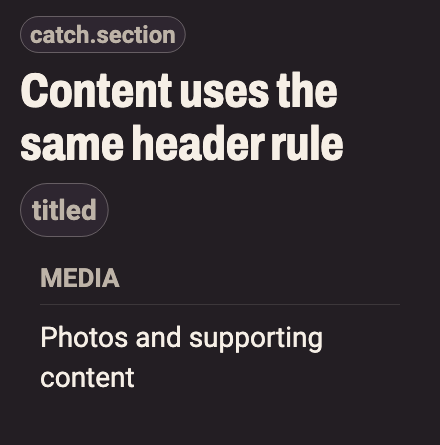 catch.section
Content uses the
same header rule
titled
MEDIA
Photos and supporting
content